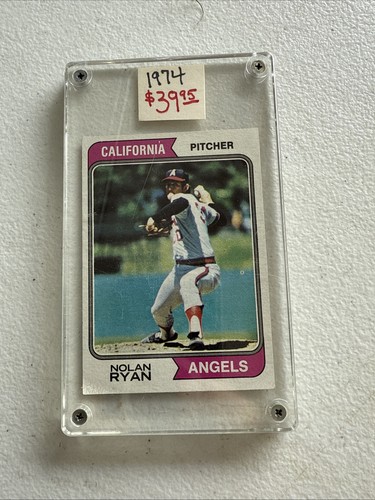 1974
$39.95
CALIFORNIA PITCHER
A
NOLAN
RYAN
ANGELS